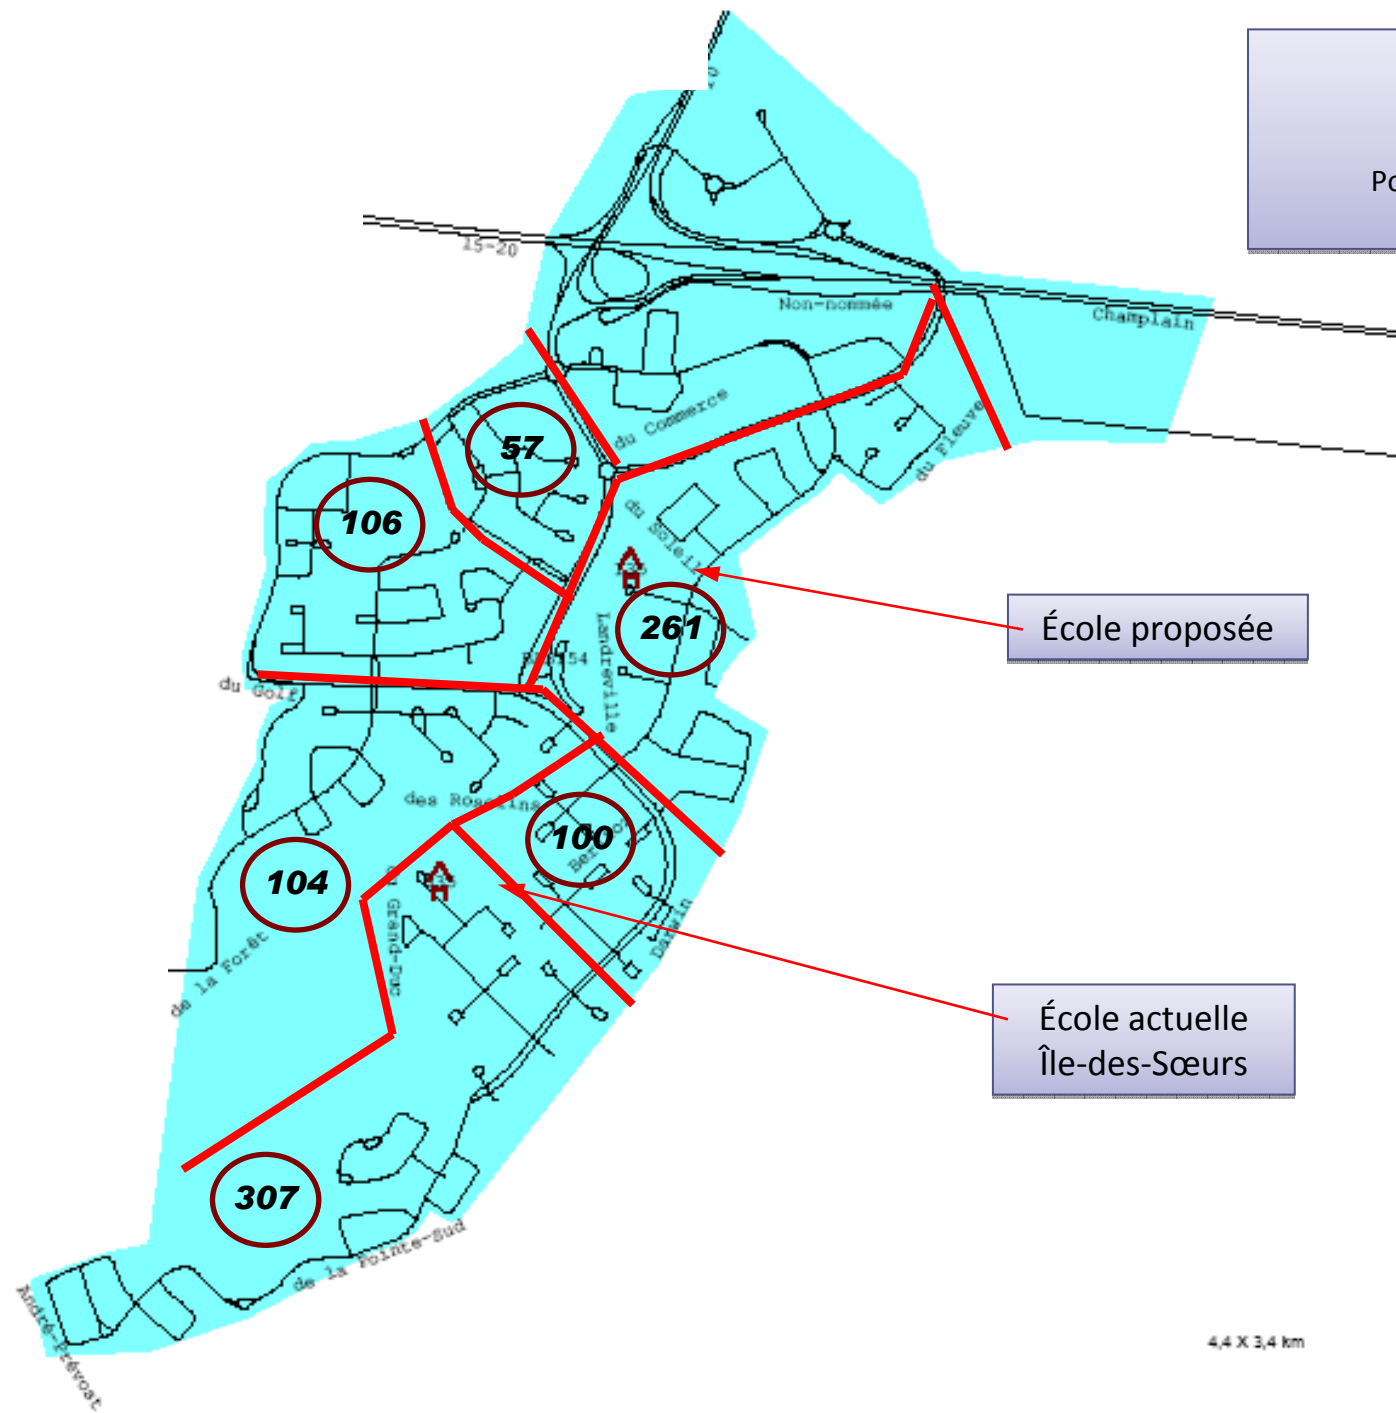 Po
15-20
Non-nommée
Champlain
du Commerce
du Fleuve
57
106
du Soleil
École proposée
261
Landreville
du Golf
des Roselins
100
104
du Grand-Duc
Darwin
de la Forêt
École actuelle
Île-des-Sœurs
307
de la Pointe-Sud
André-Prévost
4,4 X 3,4 km